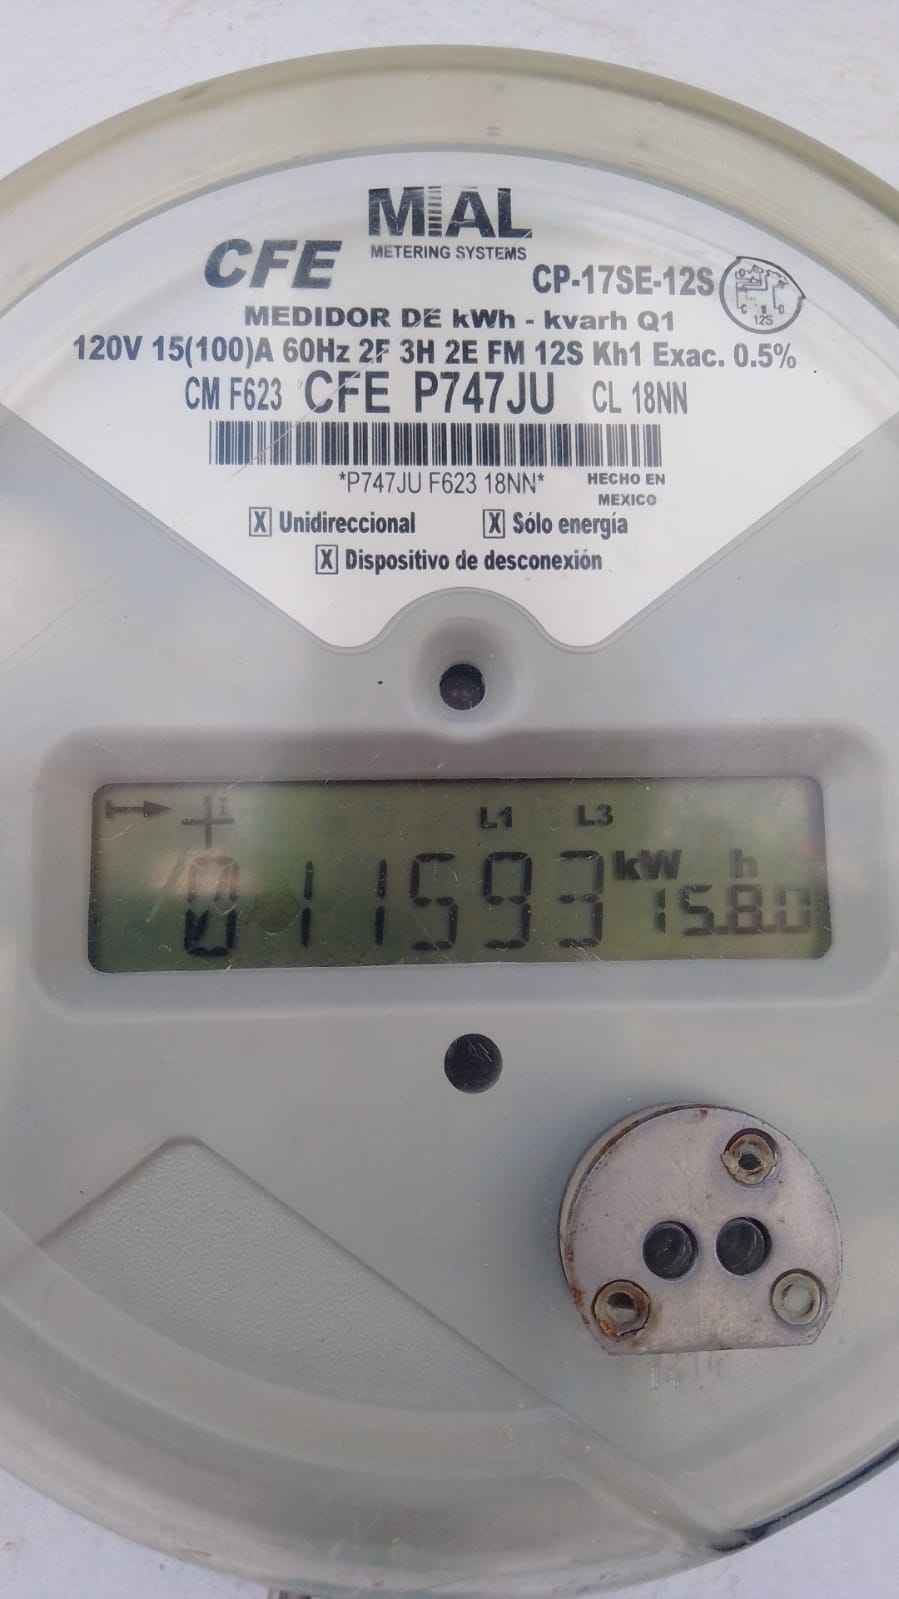 MIAL
METERING SYSTEMS
CFE
CP-17SE-12S
12S
MEDIDOR DE kWh - kvarh Q1
120V 15(100)A 60Hz 2F 3H 2E FM 12S Kh1 Exac. 0.5%
CM F623 CFE P747JU CL 18NN
*P747JU F623 18NN*
HECHO EN
MEXICO
X Unidireccional X Sólo energía
X Dispositivo de desconexión
L1 L3
011593 kW h
15.8.0